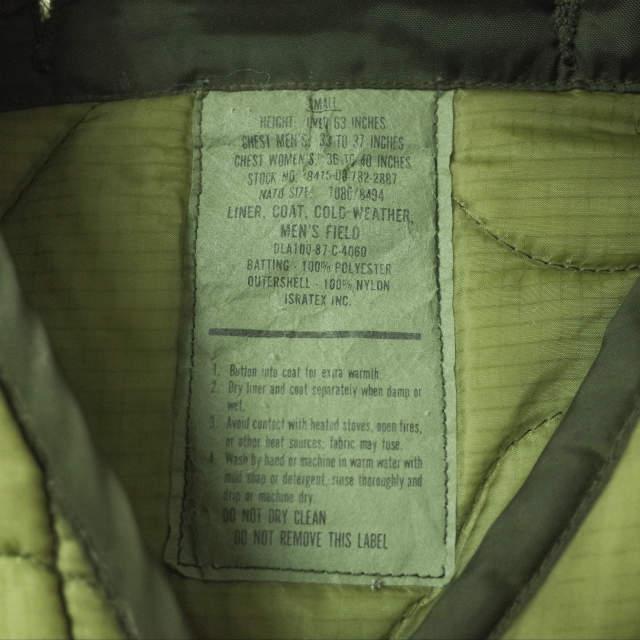 SMALL
HEIGHT: OVER 63 INCHES
CHEST MEN'S: 33 TO 37 INCHES
CHEST WOMEN'S: 36 TO 40 INCHES
STOCK NO. 8415-00-782-2887
NATO SIZE: 7080/8494
LINER, COAT, COLD WEATHER,
MEN'S FIELD
DLA100-87-C-4060
BATTING - 100% POLYESTER
OUTERSHELL - 100% NYLON
ISRATEX INC.
1. Button into coat for extra warmth.
2. Dry liner and coat separately when damp or
wet.
3. Avoid contact with heated stoves, open fires,
or other heat sources; fabric may fuse.
4. Wash by hand or machine in warm water with
mild soap or detergent, rinse thoroughly and
drip or machine dry.
DO NOT DRY CLEAN
DO NOT REMOVE THIS LABEL